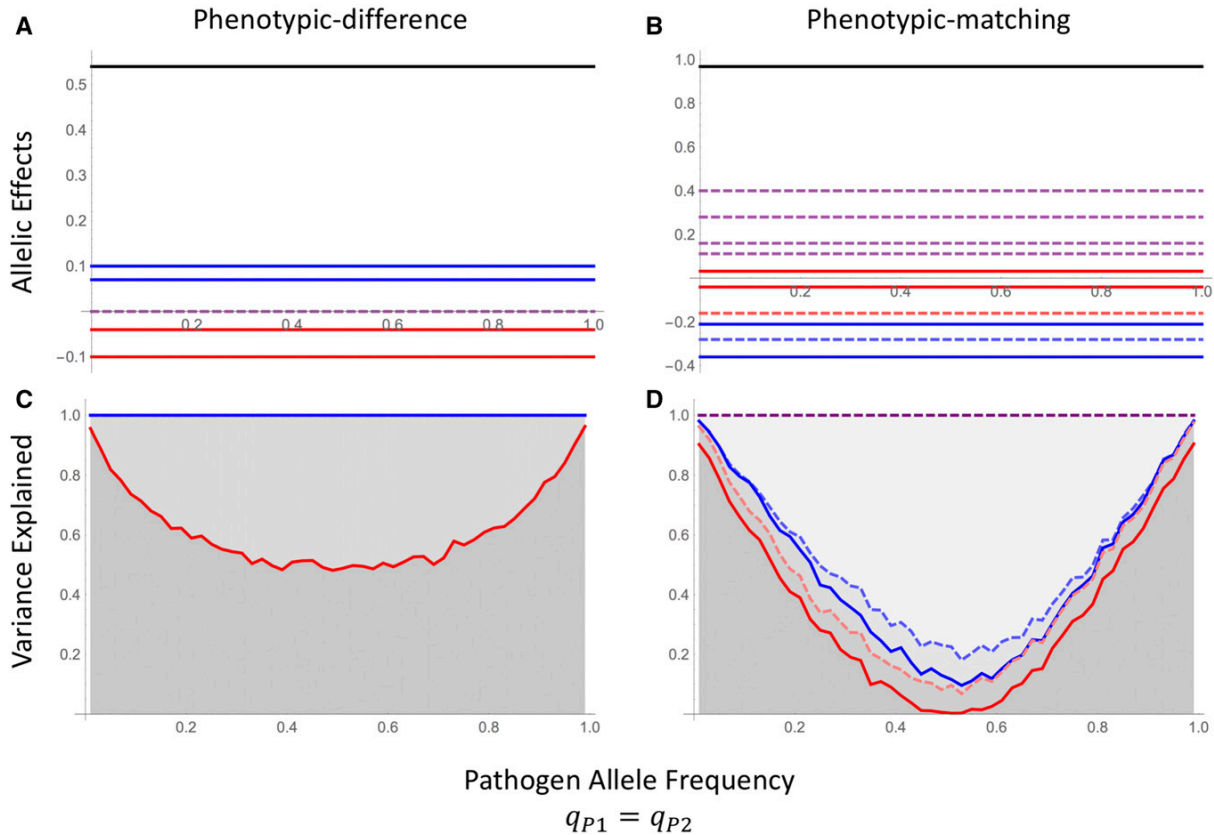 A Phenotypic-difference
B Phenotypic-matching
Allelic Effects
0.5
0.4
0.3
0.2
0.1
−0.1
0.2 0.4 0.6 0.8 1.0
1.0
0.8
0.6
0.4
0.2
−0.2
−0.4
0.2 0.4 0.6 0.8 1.0
C
D
Variance Explained
1.0
0.8
0.6
0.4
0.2
0.2 0.4 0.6 0.8 1.0
1.0
0.8
0.6
0.4
0.2
0.2 0.4 0.6 0.8 1.0
Pathogen Allele Frequency
qP1 = qP2